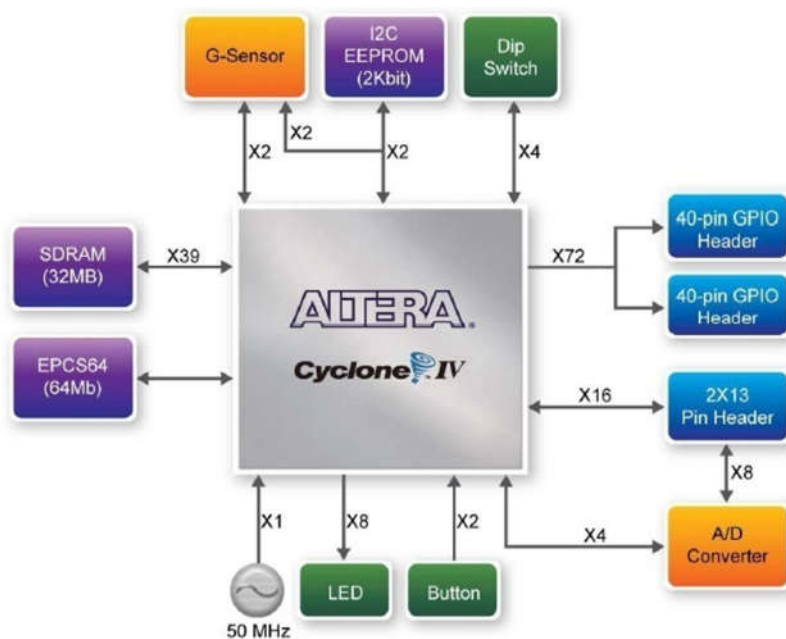 G-Sensor
I2C
EEPROM
(2Kbit)
Dip
Switch
X2
X2
X2
X4
SDRAM
(32MB)
X39
X72
40-pin GPIO
Header
40-pin GPIO
Header
ALTERA®
Cyclone IV
EPCS64
(64Mb)
X16
2X13
Pin Header
X8
X1
X8
X2
X4
A/D
Converter
LED
Button
50 MHz